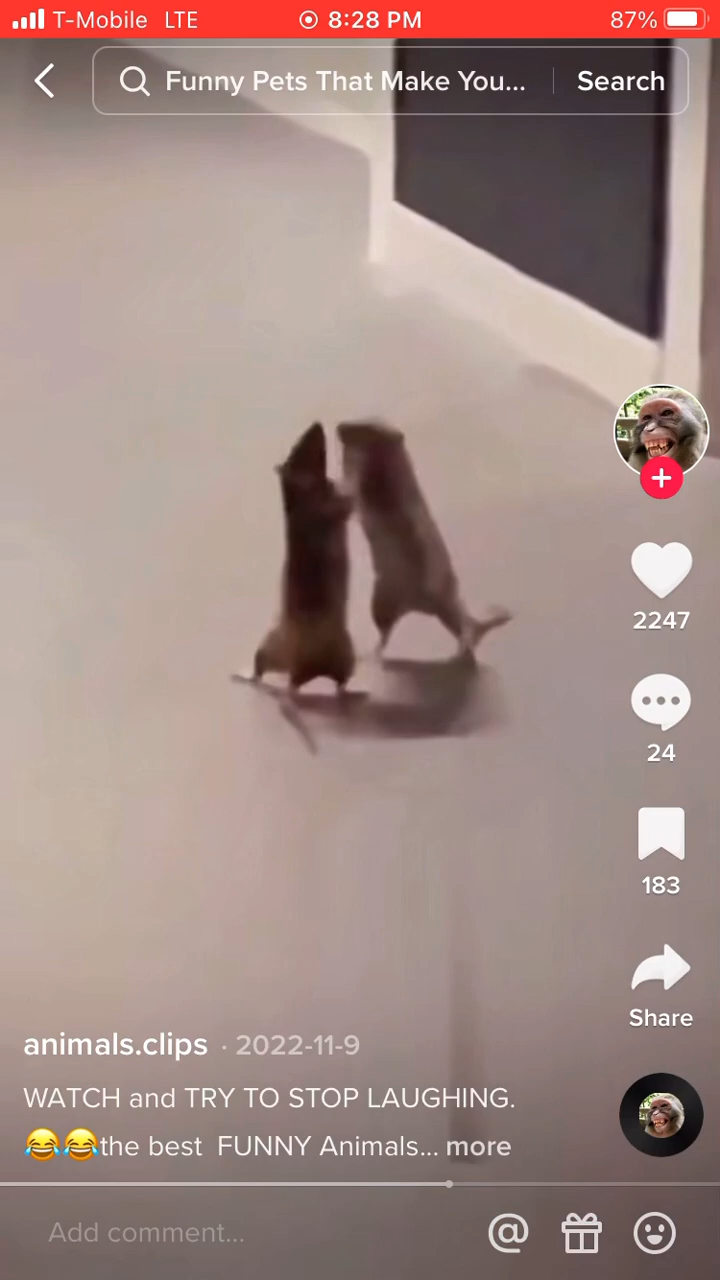 T-Mobile LTE 8:28 PM 87%
Funny Pets That Make You... Search
2247
24
183
Share
animals.clips · 2022-11-9
WATCH and TRY TO STOP LAUGHING.
😂😂the best FUNNY Animals... more
Add comment...